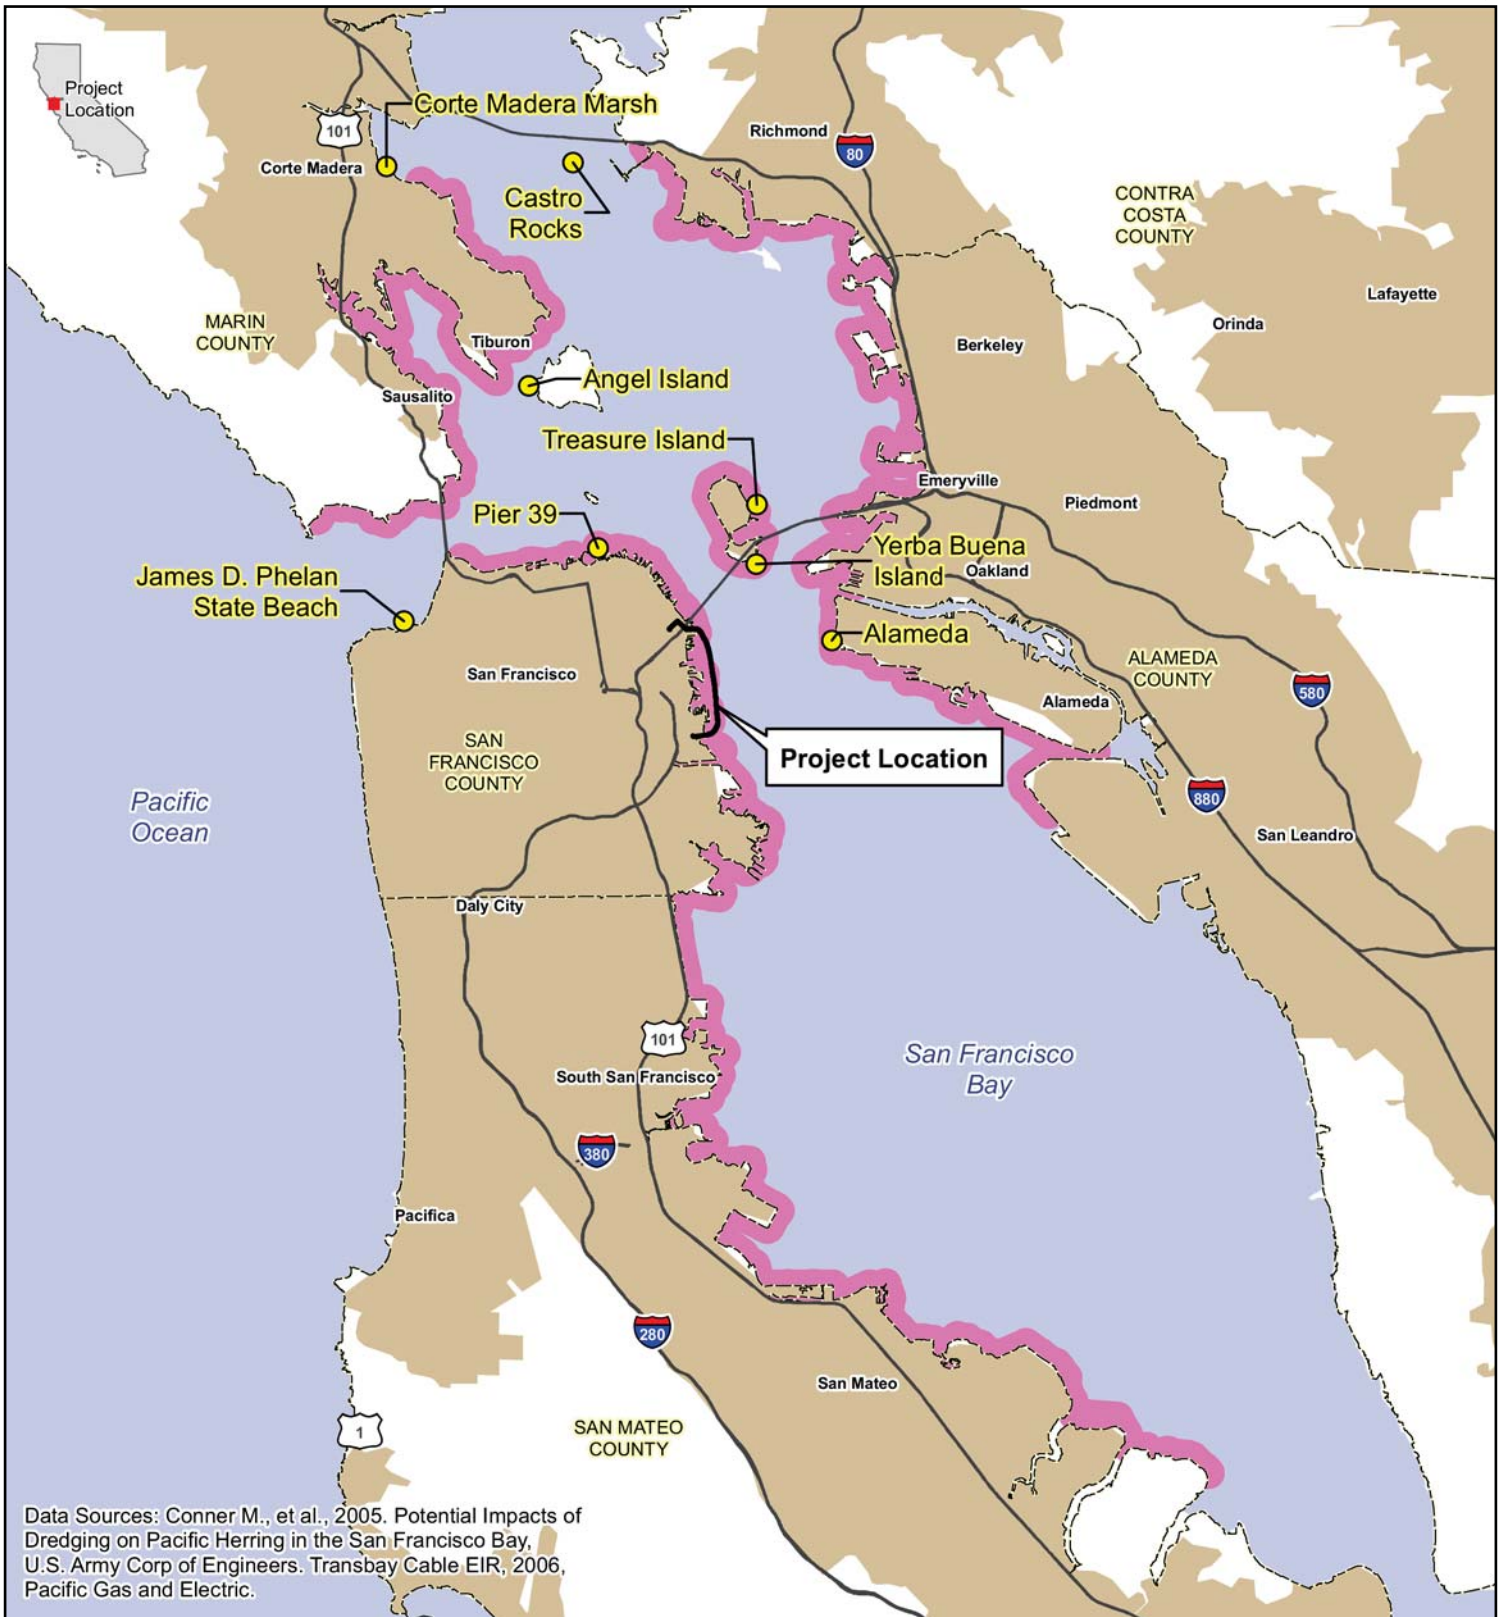 Project
Location
Corte Madera Marsh
101
Corte Madera
Richmond
80
Castro
Rocks
CONTRA
COSTA
COUNTY
Lafayette
Orinda
MARIN
COUNTY
Tiburon
Berkeley
Angel Island
Sausalito
Treasure Island
Emeryville
Piedmont
Pier 39
Yerba Buena
Island
Oakland
James D. Phelan
State Beach
Alameda
San Francisco
ALAMEDA
COUNTY
580
Alameda
SAN
FRANCISCO
COUNTY
Project Location
880
Pacific
Ocean
San Leandro
Daly City
101
San Francisco
Bay
South San Francisco
380
Pacifica
280
San Mateo
1
SAN MATEO
COUNTY
Data Sources: Conner M., et al., 2005. Potential Impacts of
Dredging on Pacific Herring in the San Francisco Bay,
U.S. Army Corp of Engineers. Transbay Cable EIR, 2006,
Pacific Gas and Electric.